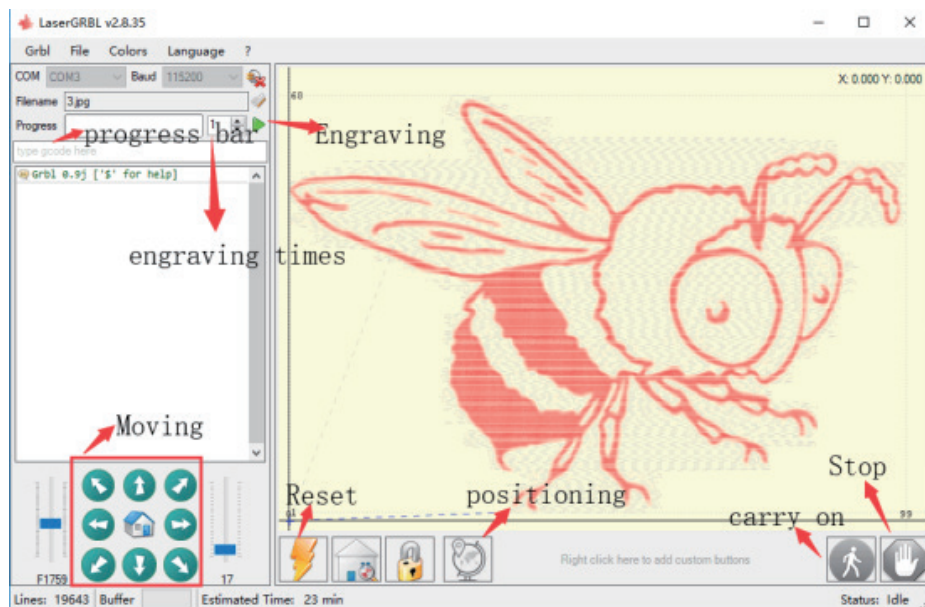 LaserGRBL v2.8.35
Grbl File Colors Language ?
COM COM3 Baud 115200
X: 0.000 Y: 0.000
Filename 3.jpg
60
Progress 1
progress bar
Engraving
type gcode here
Grbl 0.9j ['$' for help]
engraving times
Moving
Stop
Reset
positioning
carry on
99
Right click here to add custom buttons
F1759 17
Lines: 19643 Buffer Estimated Time: 23 min Status: Idle